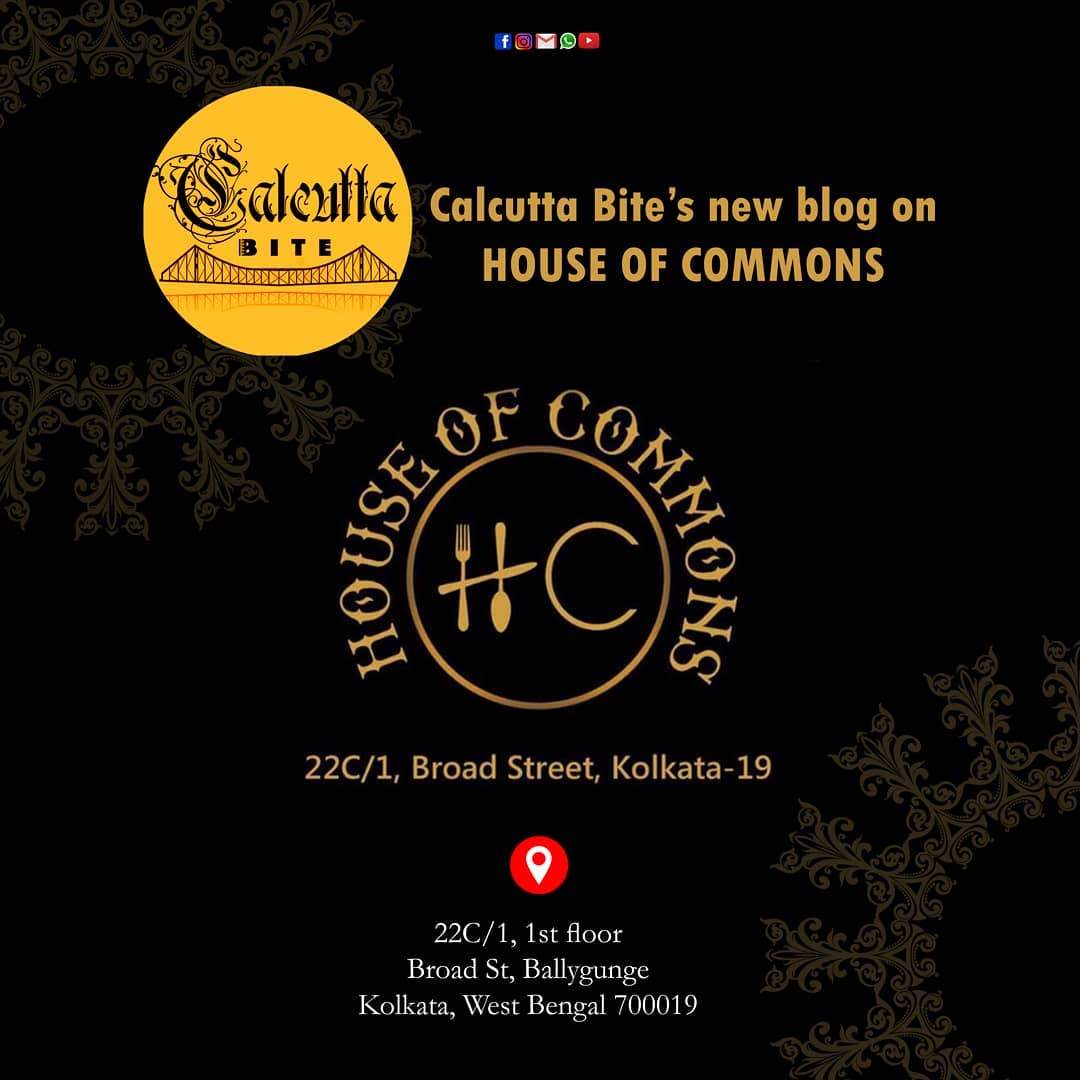 Calcutta
BITE
Calcutta Bite’s new blog on
HOUSE OF COMMONS
HOUSE OF COMMONS
HC
22C/1, Broad Street, Kolkata-19
22C/1, 1st floor
Broad St, Ballygunge
Kolkata, West Bengal 700019